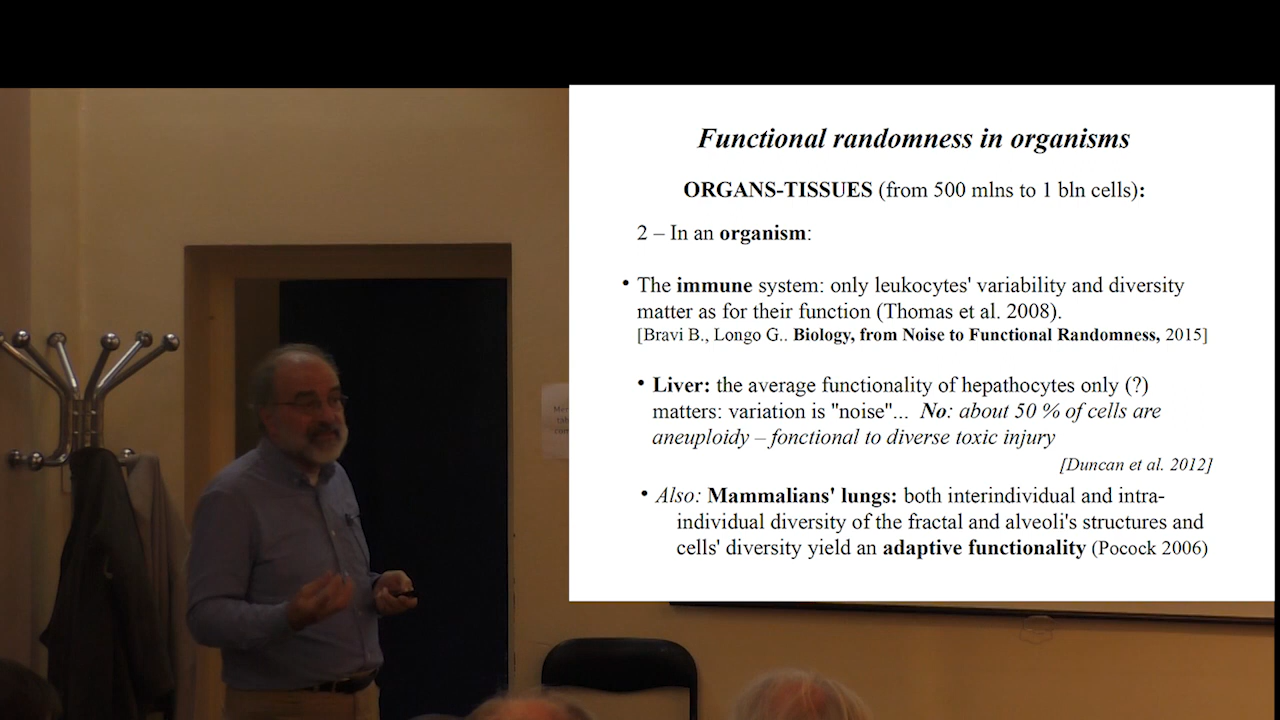 Functional randomness in organisms
ORGANS-TISSUES (from 500 mlns to 1 bln cells):
2 – In an organism:
• The immune system: only leukocytes' variability and diversity
matter as for their function (Thomas et al. 2008).
[Bravi B., Longo G.. Biology, from Noise to Functional Randomness, 2015]
• Liver: the average functionality of hepathocytes only (?)
matters: variation is "noise"... No: about 50 % of cells are
aneuploidy – fonctional to diverse toxic injury
[Duncan et al. 2012]
• Also: Mammalians' lungs: both interindividual and intra-
individual diversity of the fractal and alveoli's structures and
cells' diversity yield an adaptive functionality (Pocock 2006)